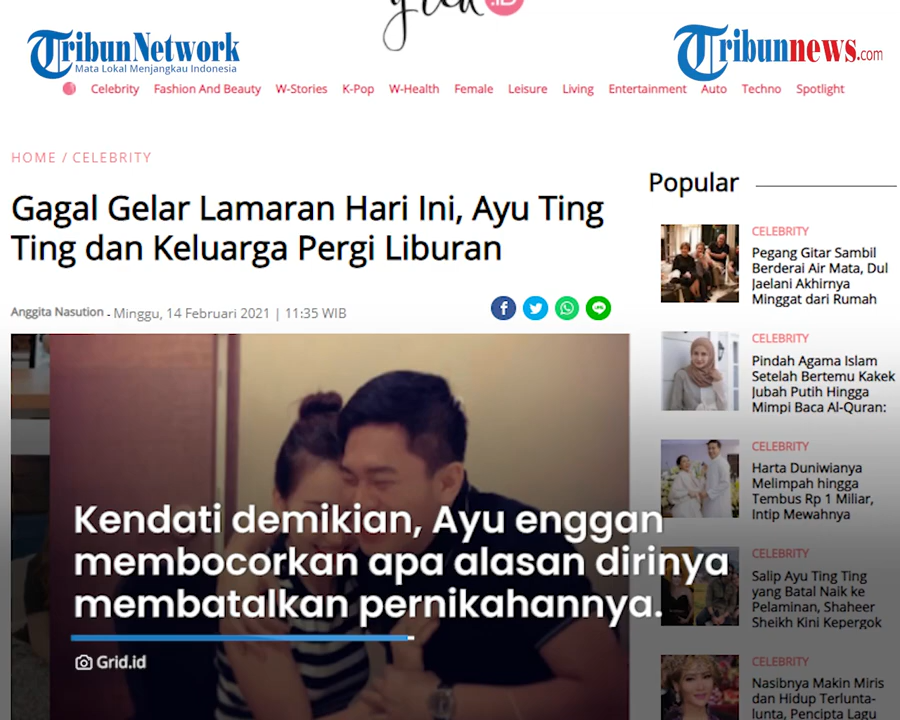 grid
.ID
TribunNetwork
Mata Lokal Menjangkau Indonesia
Tribunnews.com
Celebrity Fashion And Beauty W-Stories K-Pop W-Health Female Leisure Living Entertainment Auto Techno Spotlight
HOME / CELEBRITY
Gagal Gelar Lamaran Hari Ini, Ayu Ting
Ting dan Keluarga Pergi Liburan
Anggita Nasution - Minggu, 14 Februari 2021 | 11:35 WIB
Kendati demikian, Ayu enggan
membocorkan apa alasan dirinya
membatalkan pernikahannya.
Grid.id
Popular
CELEBRITY
Pegang Gitar Sambil
Berderai Air Mata, Dul
Jaelani Akhirnya
Minggat dari Rumah
CELEBRITY
Pindah Agama Islam
Setelah Bertemu Kakek
Jubah Putih Hingga
Mimpi Baca Al-Quran:
CELEBRITY
Harta Duniwianya
Melimpah hingga
Tembus Rp 1 Miliar,
Intip Mewahnya
CELEBRITY
Salip Ayu Ting Ting
yang Batal Naik ke
Pelaminan, Shaheer
Sheikh Kini Kepergok
CELEBRITY
Nasibnya Makin Miris
dan Hidup Terlunta-
lunta, Pencipta Lagu